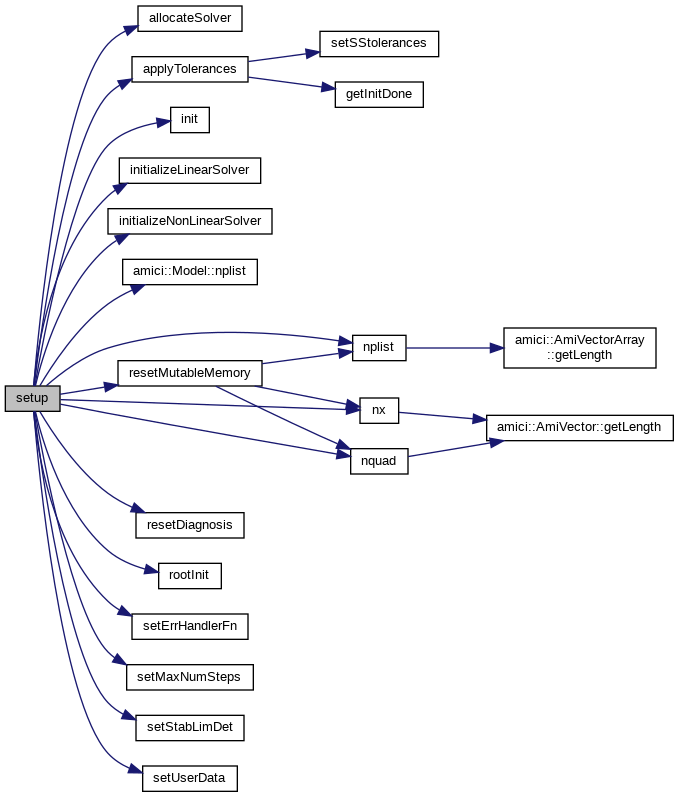 allocateSolver
applyTolerances
setSStolerances
getInitDone
init
initializeLinearSolver
initializeNonLinearSolver
amici::Model::nplist
nplist
amici::AmiVectorArray
::getLength
resetMutableMemory
setup
nx
amici::AmiVector::getLength
nquad
resetDiagnosis
rootInit
setErrHandlerFn
setMaxNumSteps
setStabLimDet
setUserData